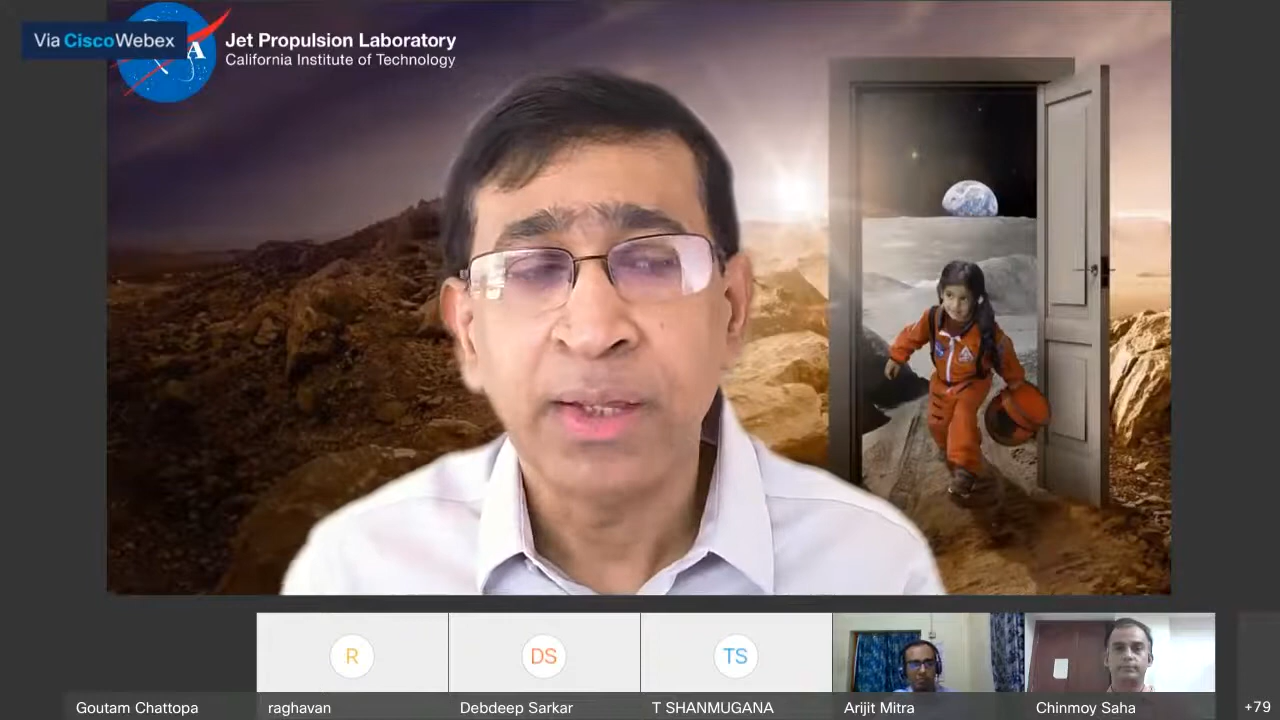 Via CiscoWebex
A
Jet Propulsion Laboratory
California Institute of Technology
R
DS
TS
Goutam Chattopa
raghavan
Debdeep Sarkar
T SHANMUGANA
Arijit Mitra
Chinmoy Saha
+79